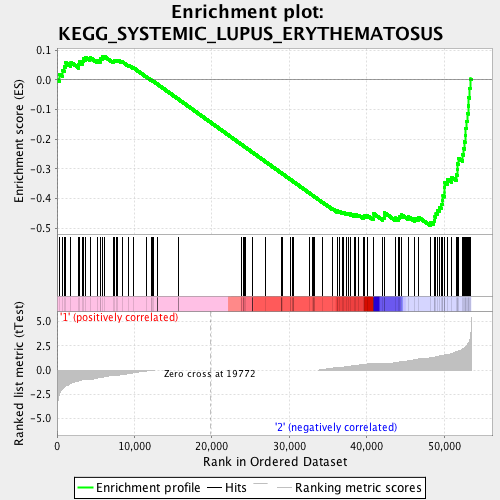 Enrichment plot:
KEGG_SYSTEMIC_LUPUS_ERYTHEMATOSUS
Enrichment score (ES)
0.1
0.0
-0.1
-0.2
-0.3
-0.4
-0.5
'1' (positively correlated)
Ranked list metric (tTest)
5.0
2.5
0.0
-2.5
-5.0
Zero cross at 19772
'2' (negatively correlated)
0
10,000
20,000
30,000
40,000
50,000
Rank in Ordered Dataset
Enrichment profile
Hits
Ranking metric scores